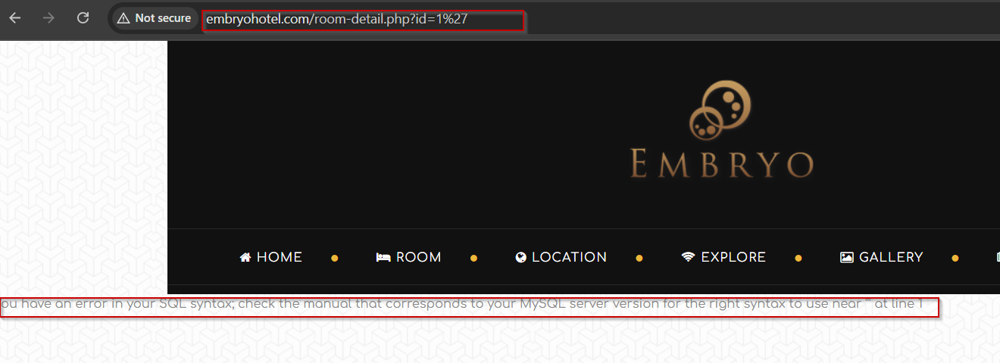 Not secure embryohotel.com/room-detail.php?id=1%27
EMBRYO
HOME ROOM LOCATION EXPLORE GALLERY
ou have an error in your SQL syntax; check the manual that corresponds to your MySQL server version for the right syntax to use near ''' at line 1